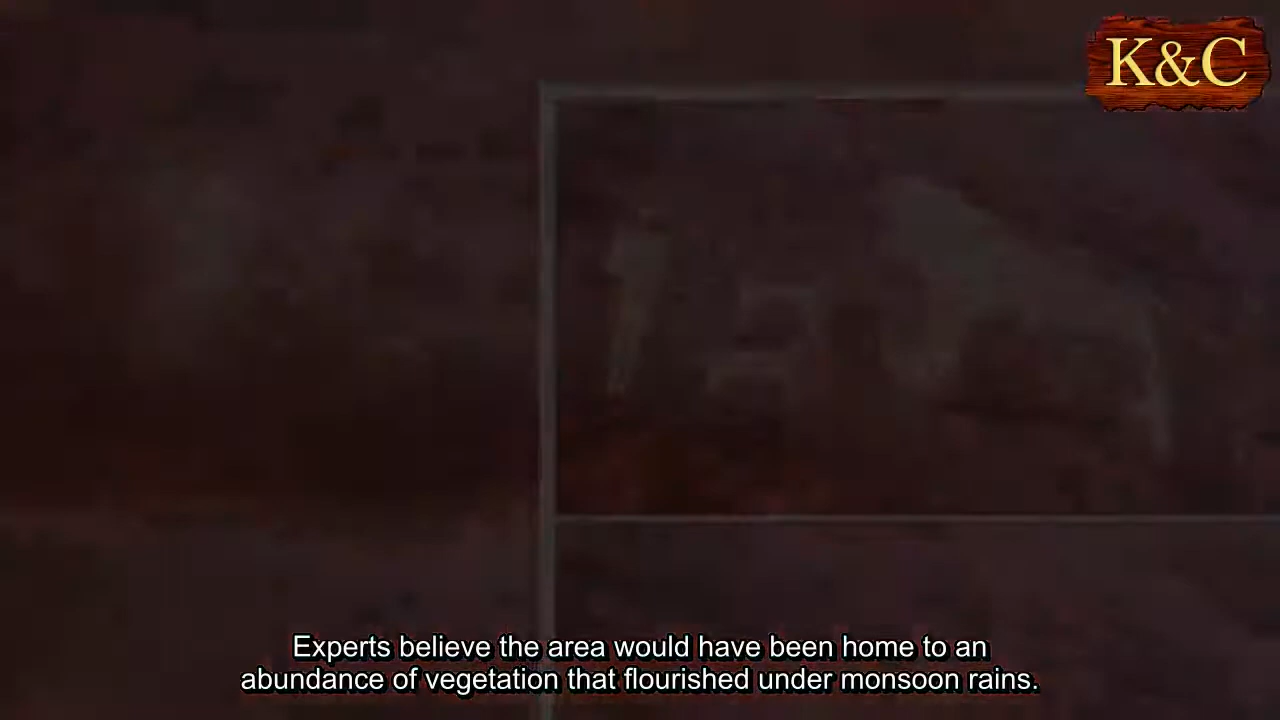 K&C
Experts believe the area would have been home to an
abundance of vegetation that flourished under monsoon rains.